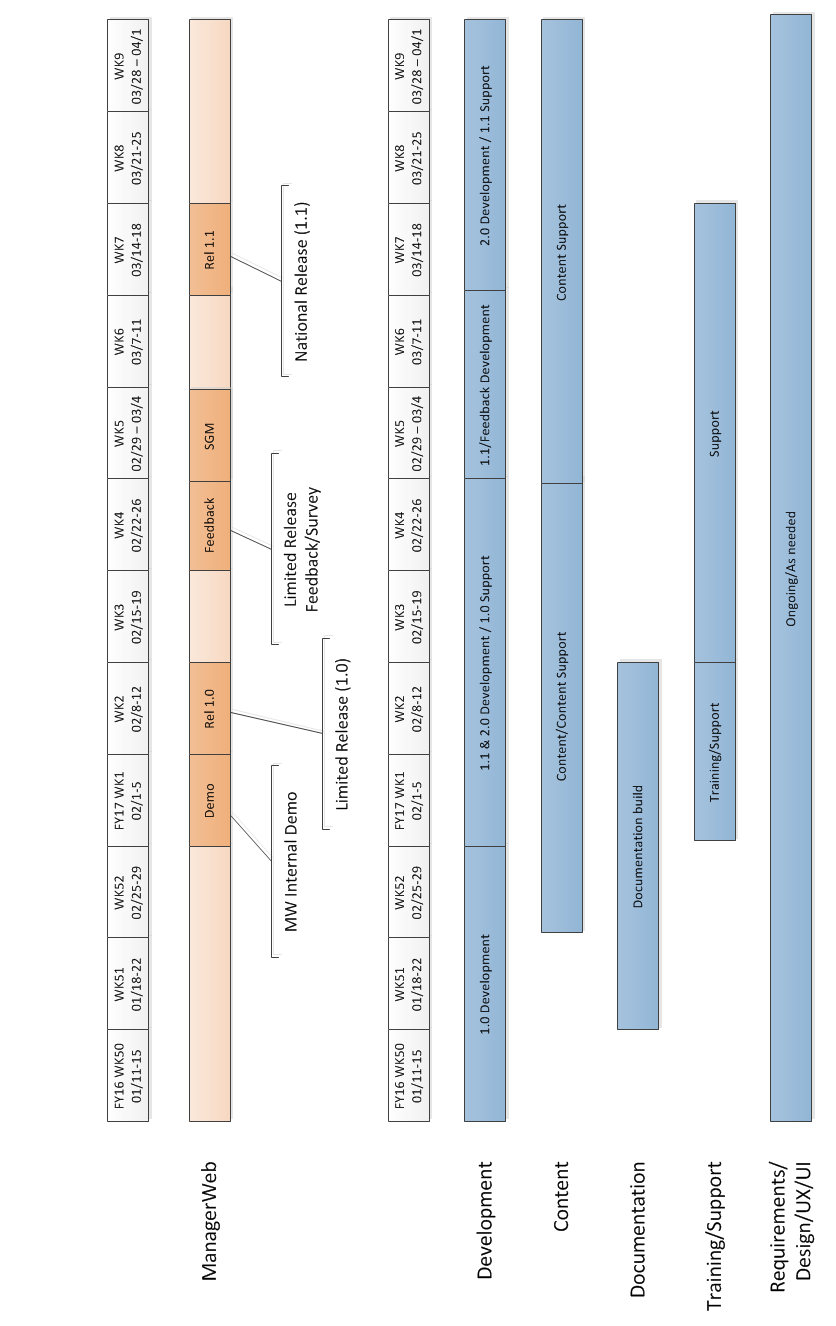 FY16 WK50
01/11-15
WK51
01/18-22
WK52
02/25-29
FY17 WK1
02/1-5
WK2
02/8-12
WK3
02/15-19
WK4
02/22-26
WK5
02/29 – 03/4
WK6
03/7-11
WK7
03/14-18
WK8
03/21-25
WK9
03/28 – 04/1
ManagerWeb
Demo
Rel 1.0
Feedback
SGM
Rel 1.1
MW Internal Demo
Limited Release
Feedback/Survey
National Release (1.1)
Limited Release (1.0)
FY16 WK50
01/11-15
WK51
01/18-22
WK52
02/25-29
FY17 WK1
02/1-5
WK2
02/8-12
WK3
02/15-19
WK4
02/22-26
WK5
02/29 – 03/4
WK6
03/7-11
WK7
03/14-18
WK8
03/21-25
WK9
03/28 – 04/1
Development
1.0 Development
1.1 & 2.0 Development / 1.0 Support
1.1/Feedback Development
2.0 Development / 1.1 Support
Content
Content/Content Support
Content Support
Documentation
Documentation build
Training/Support
Training/Support
Support
Requirements/
Design/UX/UI
Ongoing/As needed